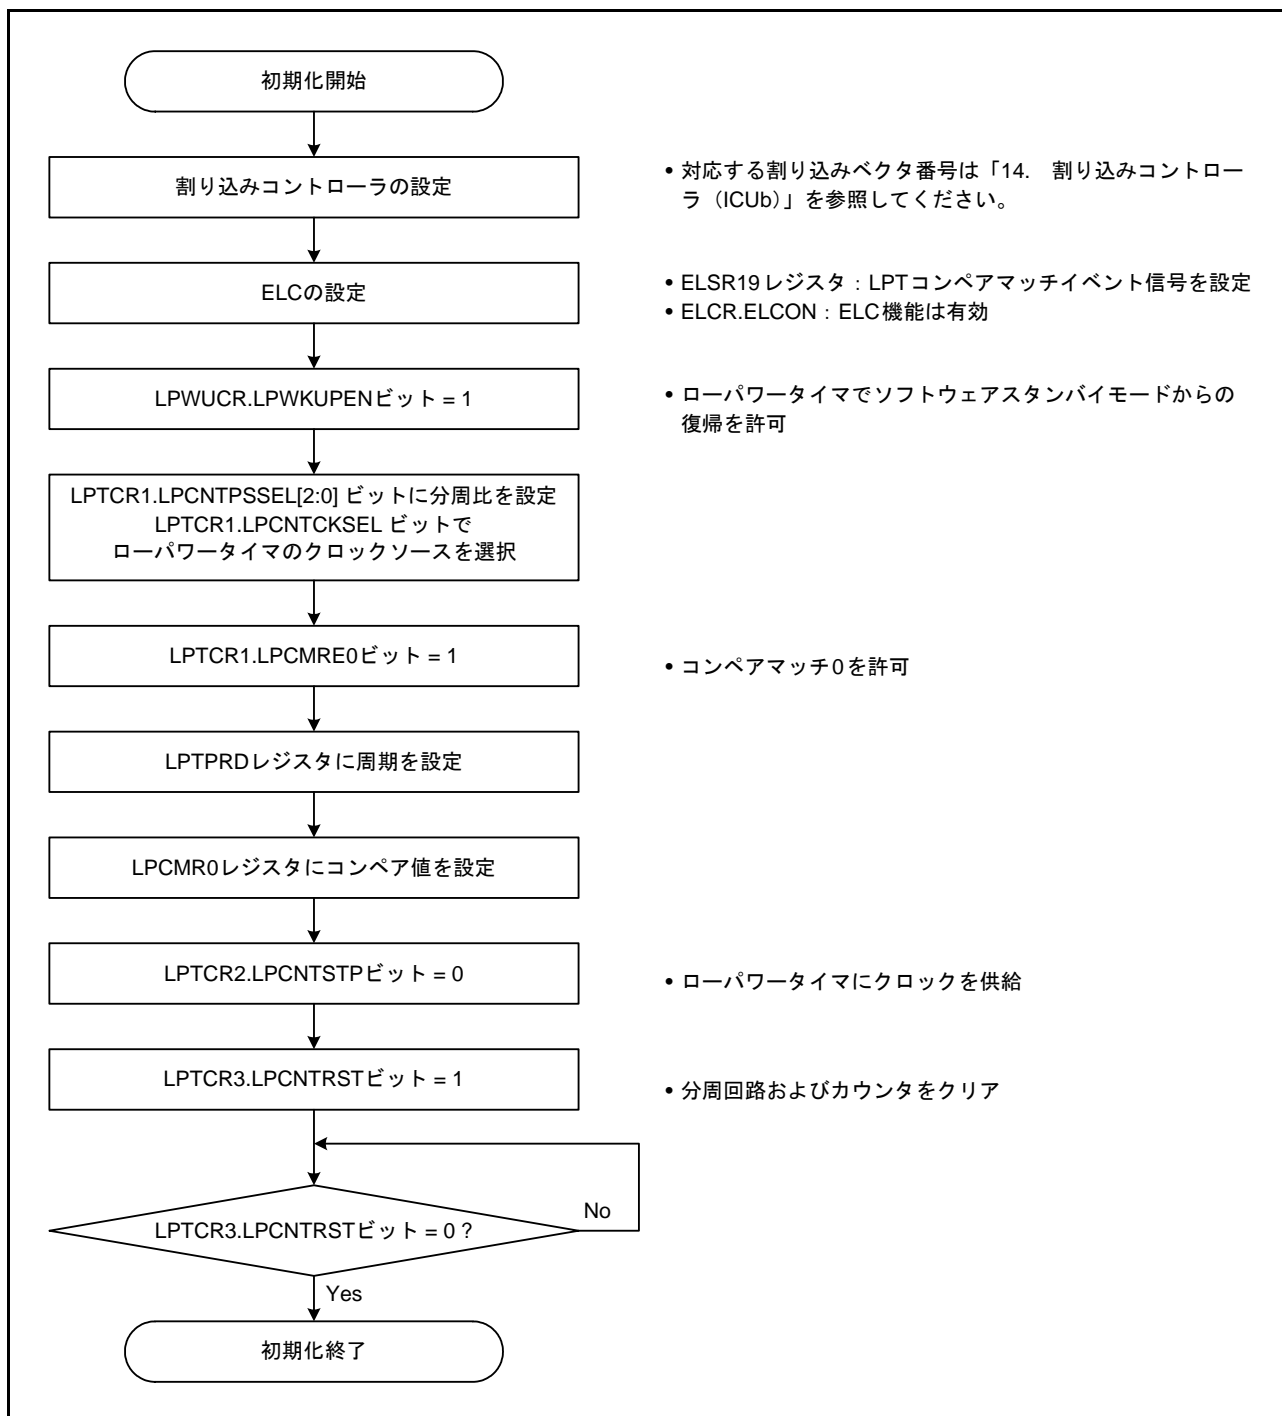 初期化開始
割り込みコントローラの設定
• 対応する割り込みベクタ番号は「14. 割り込みコントロー
ラ（ICUb）」を参照してください。
ELCの設定
• ELSR19レジスタ：LPTコンペアマッチイベント信号を設定
• ELCR.ELCON：ELC機能は有効
LPWUCR.LPWKUPENビット = 1
• ローパワータイマでソフトウェアスタンバイモードからの
復帰を許可
LPTCR1.LPCNTPSSEL[2:0] ビットに分周比を設定
LPTCR1.LPCNTCKSEL ビットで
ローパワータイマのクロックソースを選択
LPTCR1.LPCMRE0ビット = 1
• コンペアマッチ0を許可
LPTPRDレジスタに周期を設定
LPCMR0レジスタにコンペア値を設定
LPTCR2.LPCNTSTPビット = 0
• ローパワータイマにクロックを供給
LPTCR3.LPCNTRSTビット = 1
• 分周回路およびカウンタをクリア
LPTCR3.LPCNTRSTビット = 0 ?
No
Yes
初期化終了